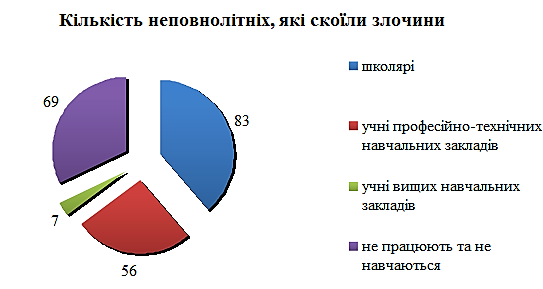 Кількість неповнолітніх, які скоїли злочини
69
83
7
56
школярі
учні професійно-технічних
навчальних закладів
учні вищих навчальних
закладів
не працюють та не
навчаються